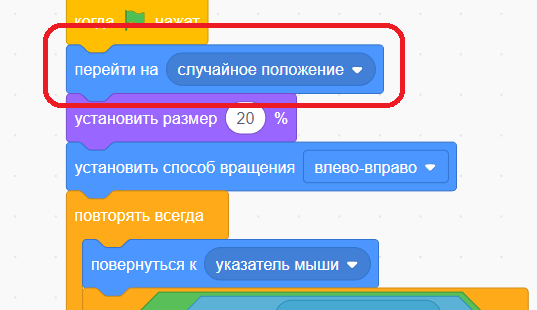 когда нажат
перейти на случайное положение
установить размер 20 %
установить способ вращения влево-вправо
повторять всегда
повернуться к указатель мыши